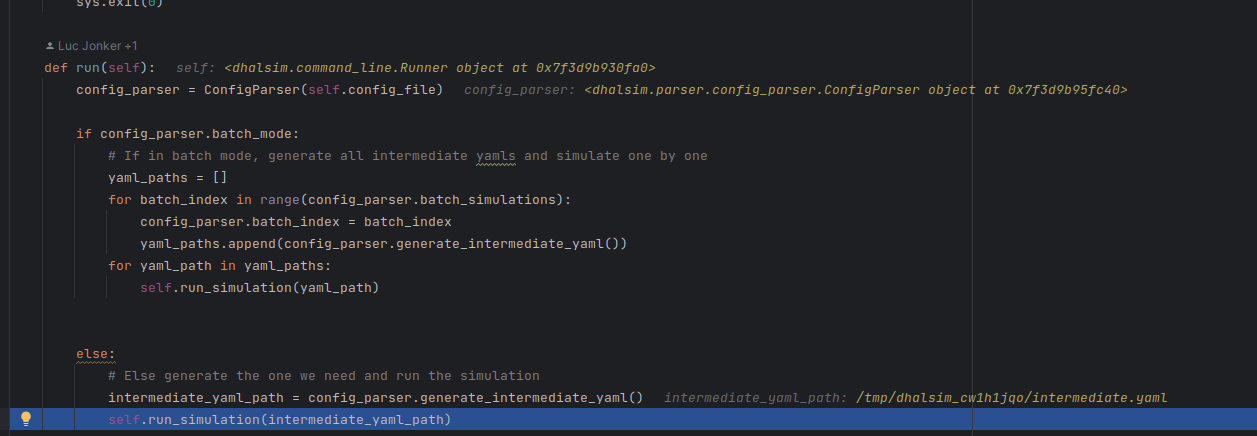 sys.exit(0)
Luc Jonker +1
def run(self):   self: <dhalsim.command_line.Runner object at 0x7f3d9b930fa0>
config_parser = ConfigParser(self.config_file)   config_parser: <dhalsim.parser.config_parser.ConfigParser object at 0x7f3d9b95fc40>
if config_parser.batch_mode:
# If in batch mode, generate all intermediate yamls and simulate one by one
yaml_paths = []
for batch_index in range(config_parser.batch_simulations):
config_parser.batch_index = batch_index
yaml_paths.append(config_parser.generate_intermediate_yaml())
for yaml_path in yaml_paths:
self.run_simulation(yaml_path)
else:
# Else generate the one we need and run the simulation
intermediate_yaml_path = config_parser.generate_intermediate_yaml()   intermediate_yaml_path: /tmp/dhalsim_cw1h1jqo/intermediate.yaml
self.run_simulation(intermediate_yaml_path)